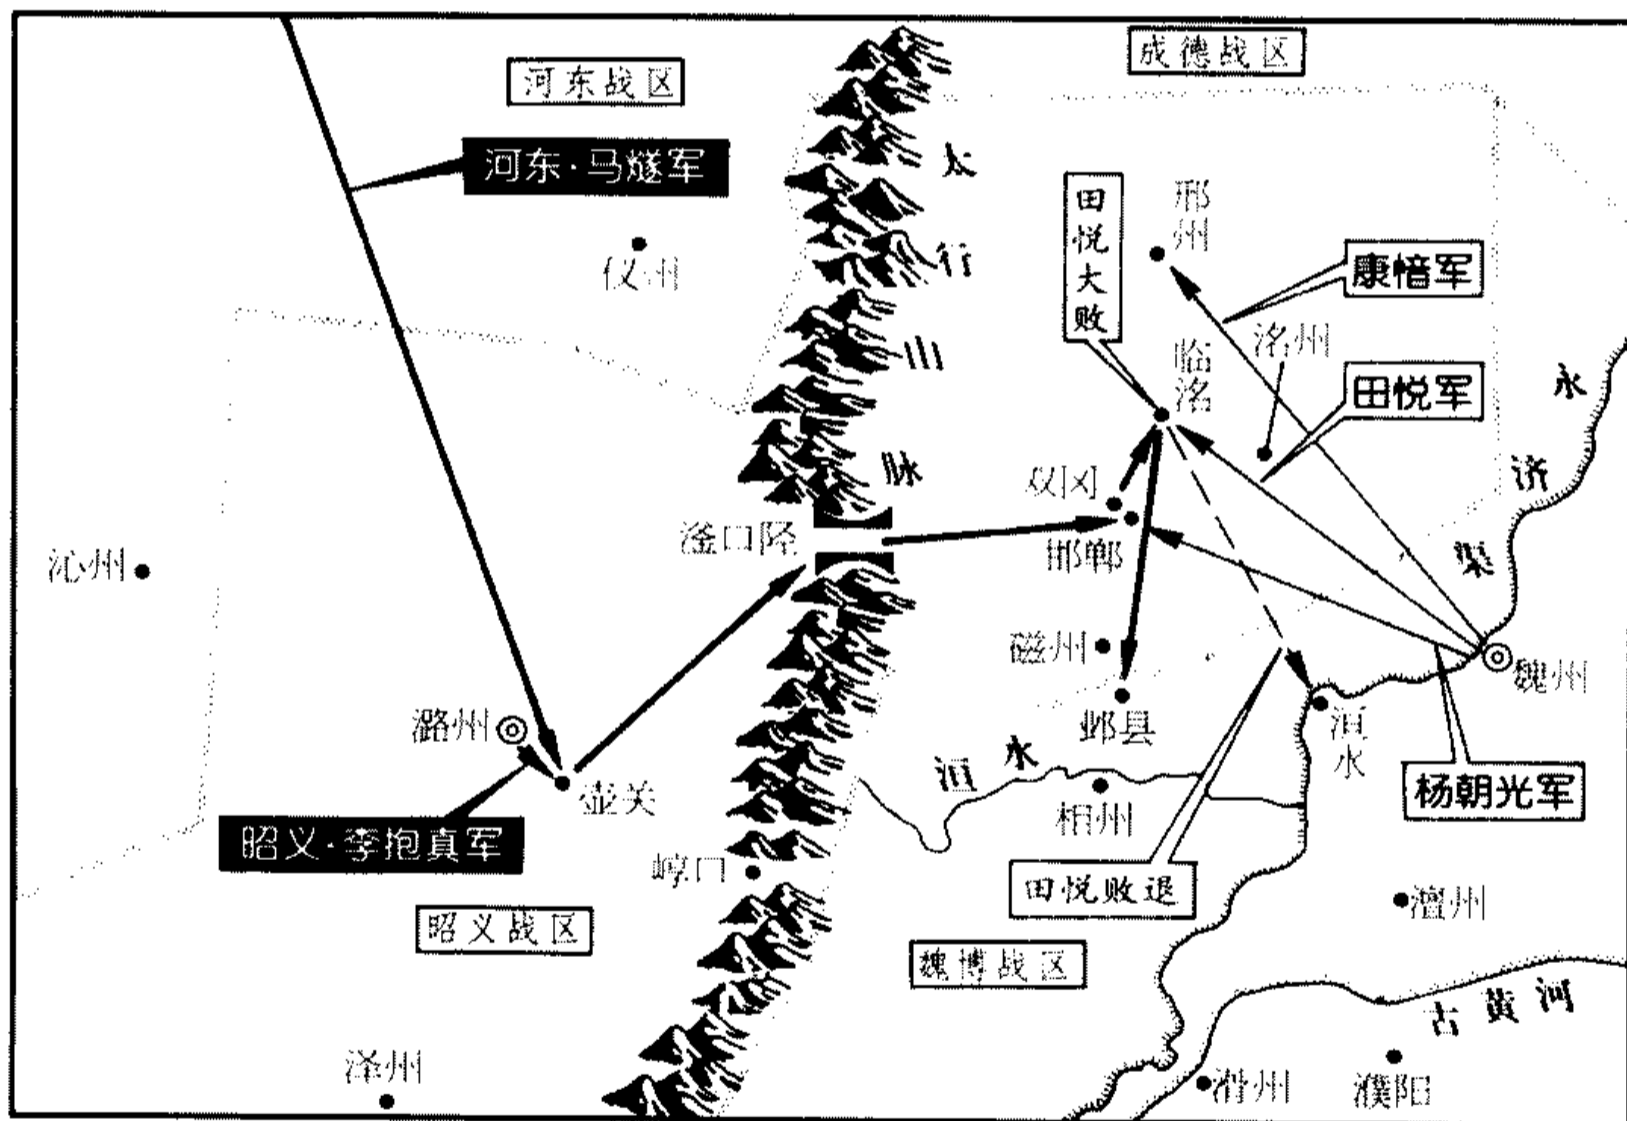 成德战区
河东战区
河东·马燧军
太行山脉
田悦大败
邢州
仪州
康愔军
洺州
临洺
田悦军
永济渠
双冈
滏口陉
邯郸
沁州
磁州
魏州
潞州
邺县
洹水
洹水
壶关
相州
杨朝光军
昭义·李抱真军
崞口
田悦败退
澶州
昭义战区
魏博战区
古黄河
泽州
滑州
濮阳